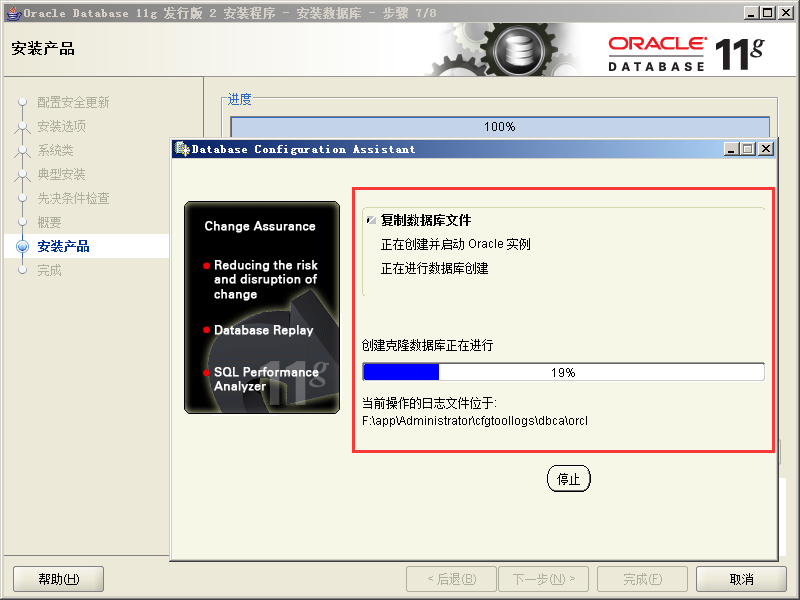 Oracle Database 11g 发行版 2 安装程序 - 安装数据库 - 步骤 7/8
安装产品
ORACLE
DATABASE
11g
配置安全更新
安装选项
系统类
典型安装
先决条件检查
概要
安装产品
完成
进度
100%
Database Configuration Assistant
Change Assurance
Reducing the risk
and disruption of
change
Database Replay
SQL Performance
Analyzer
11g
复制数据库文件
正在创建并启动 Oracle 实例
正在进行数据库创建
创建克隆数据库正在进行
19%
当前操作的日志文件位于:
F:\app\Administrator\cfgtoollogs\dbca\orcl
停止
帮助(H)
< 后退(B)
下一步(N) >
完成(F)
取消